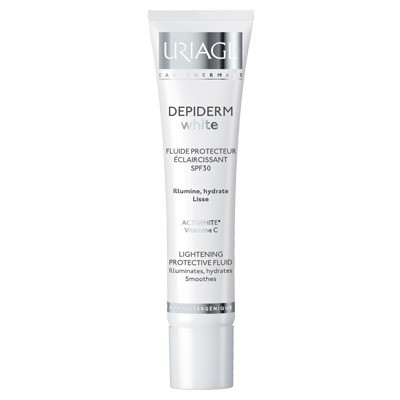 URIAGE
EAU THERMALE
DEPIDERM
white
FLUIDE PROTECTEUR
ÉCLAIRCISSANT
SPF30
Illumine, hydrate
Lisse
ACTIWHITE®
Vitamine C
LIGHTENING
PROTECTIVE FLUID
Illuminates, hydrates
Smoothes